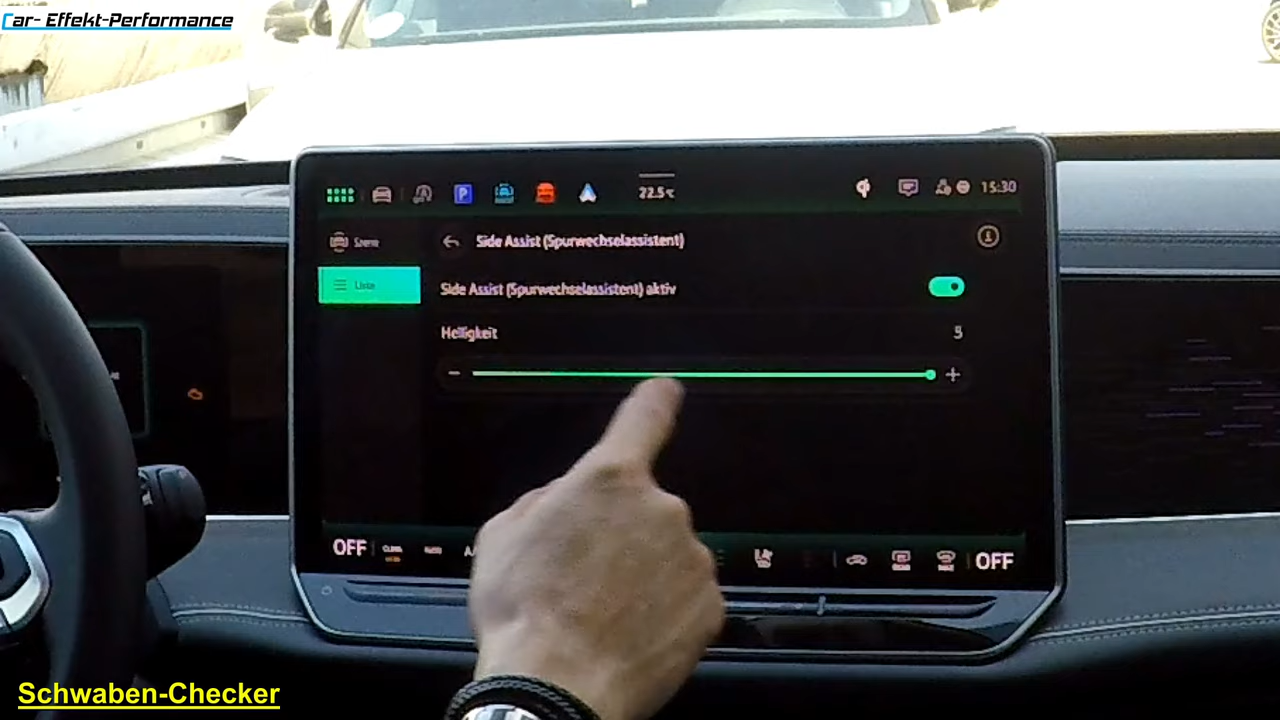 Car- Effekt-Performance
P
22.5°C
15:30
Szene
Side Assist (Spurwechselassistent)
Liste
Side Assist (Spurwechselassistent) aktiv
Helligkeit
5
OFF
CLIMA
OFF
Schwaben-Checker